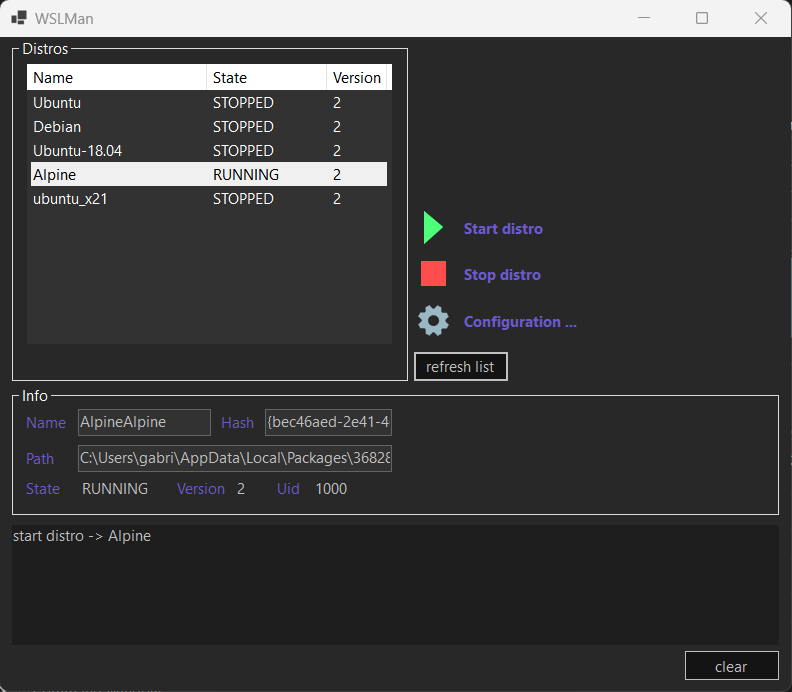 WSLMan
Distros
Name State Version
Ubuntu STOPPED 2
Debian STOPPED 2
Ubuntu-18.04 STOPPED 2
Alpine RUNNING 2
ubuntu_x21 STOPPED 2
Start distro
Stop distro
Configuration ...
refresh list
Info
Name AlpineAlpine Hash {bec46aed-2e41-4
Path C:\Users\gabri\AppData\Local\Packages\36828
State RUNNING Version 2 Uid 1000
start distro -> Alpine
clear